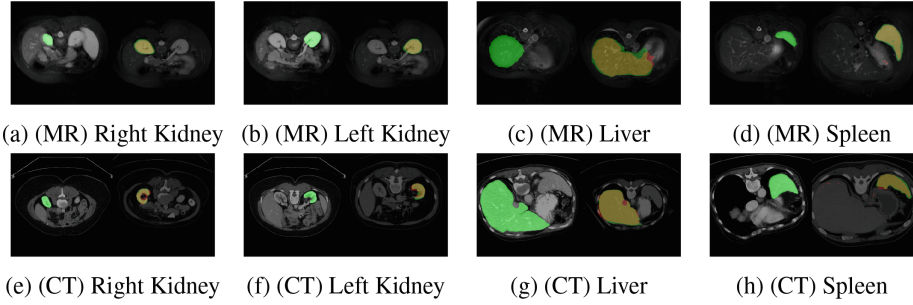 (a) (MR) Right Kidney (b) (MR) Left Kidney (c) (MR) Liver (d) (MR) Spleen
(e) (CT) Right Kidney (f) (CT) Left Kidney (g) (CT) Liver (h) (CT) Spleen